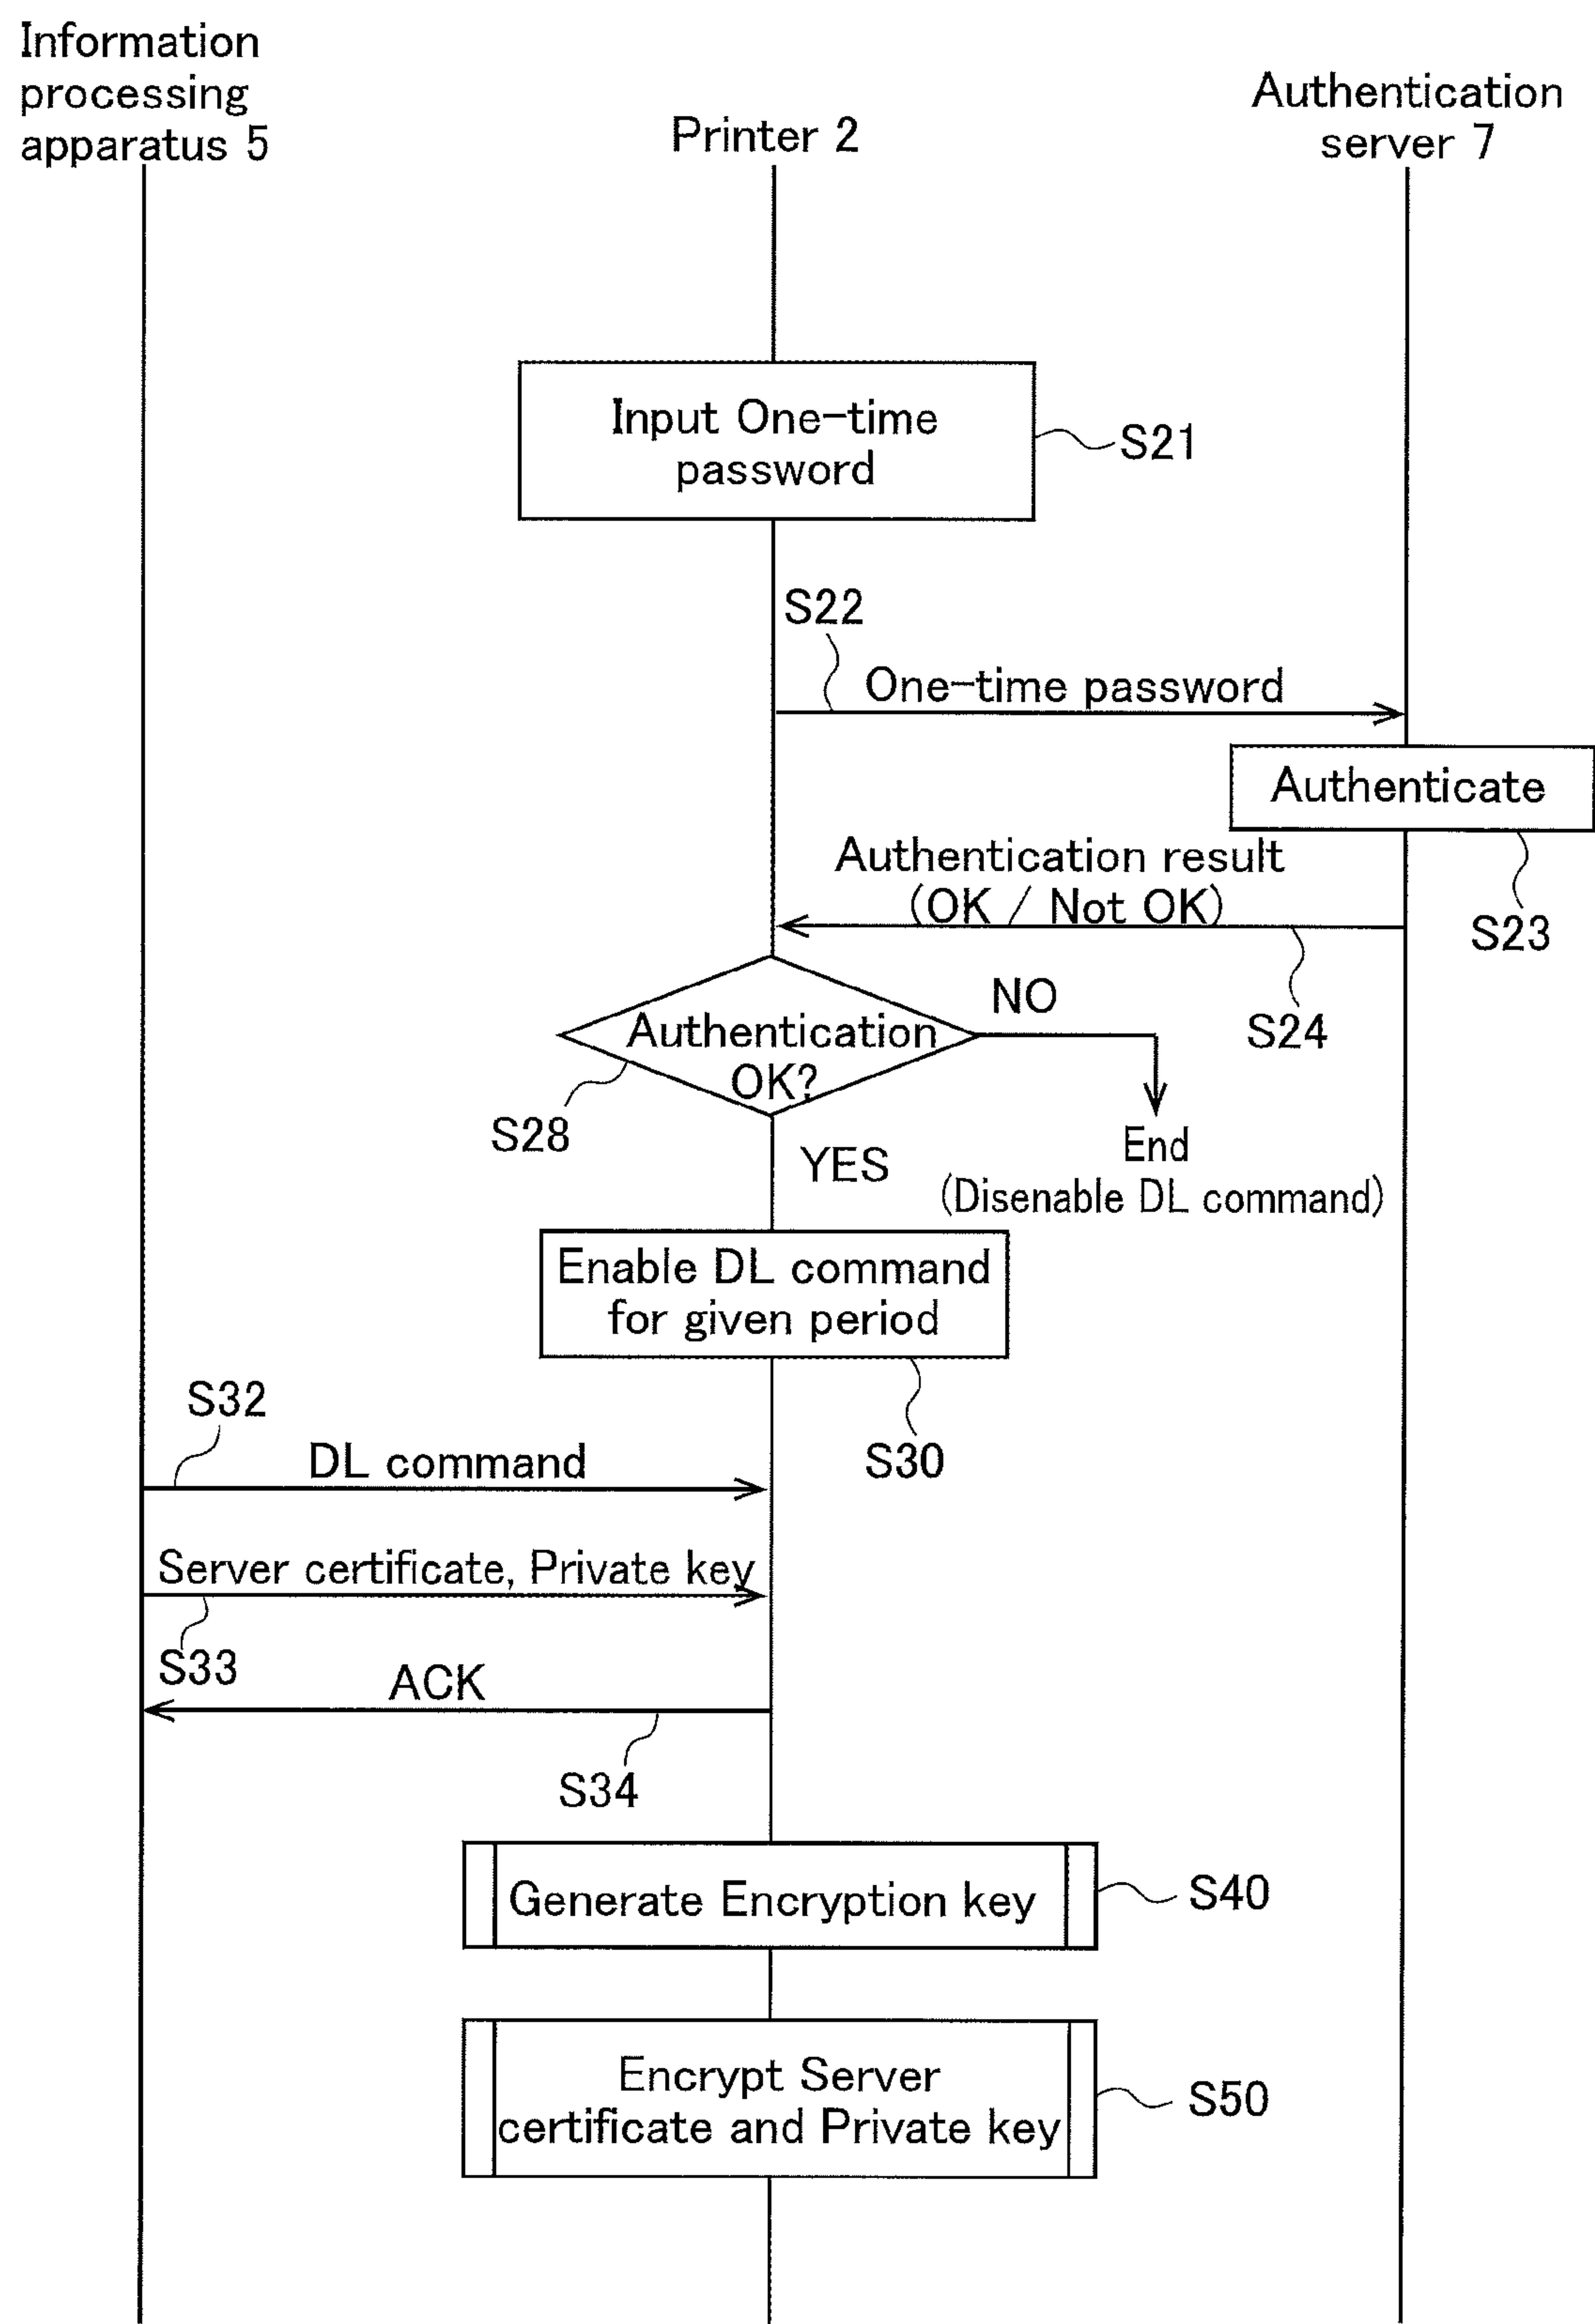 Information
processing
apparatus 5
Printer 2
Authentication
server 7
Input One-time
password
S21
S22
One-time password
Authenticate
S23
Authentication result
(OK / Not OK)
S24
Authentication
OK?
NO
S28
End
(Disenable DL command)
YES
Enable DL command
for given period
S30
S32
DL command
Server certificate, Private key
S33
ACK
S34
Generate Encryption key
S40
Encrypt Server
certificate and Private key
S50